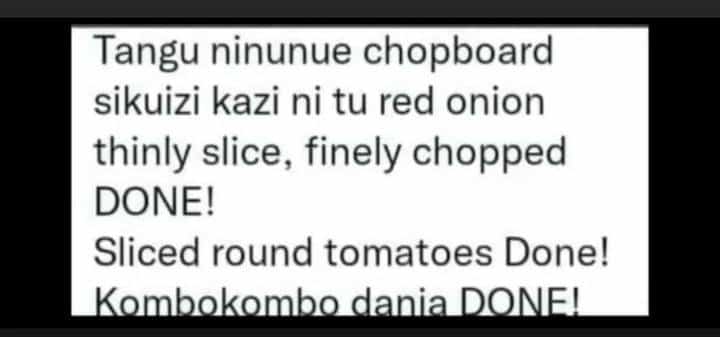 Tangu ninunue chopboard
sikuizi kazi ni tu red onion
thinly slice, finely chopped
DONE!
Sliced round tomatoes Done!
Kombokombo dania DONE!